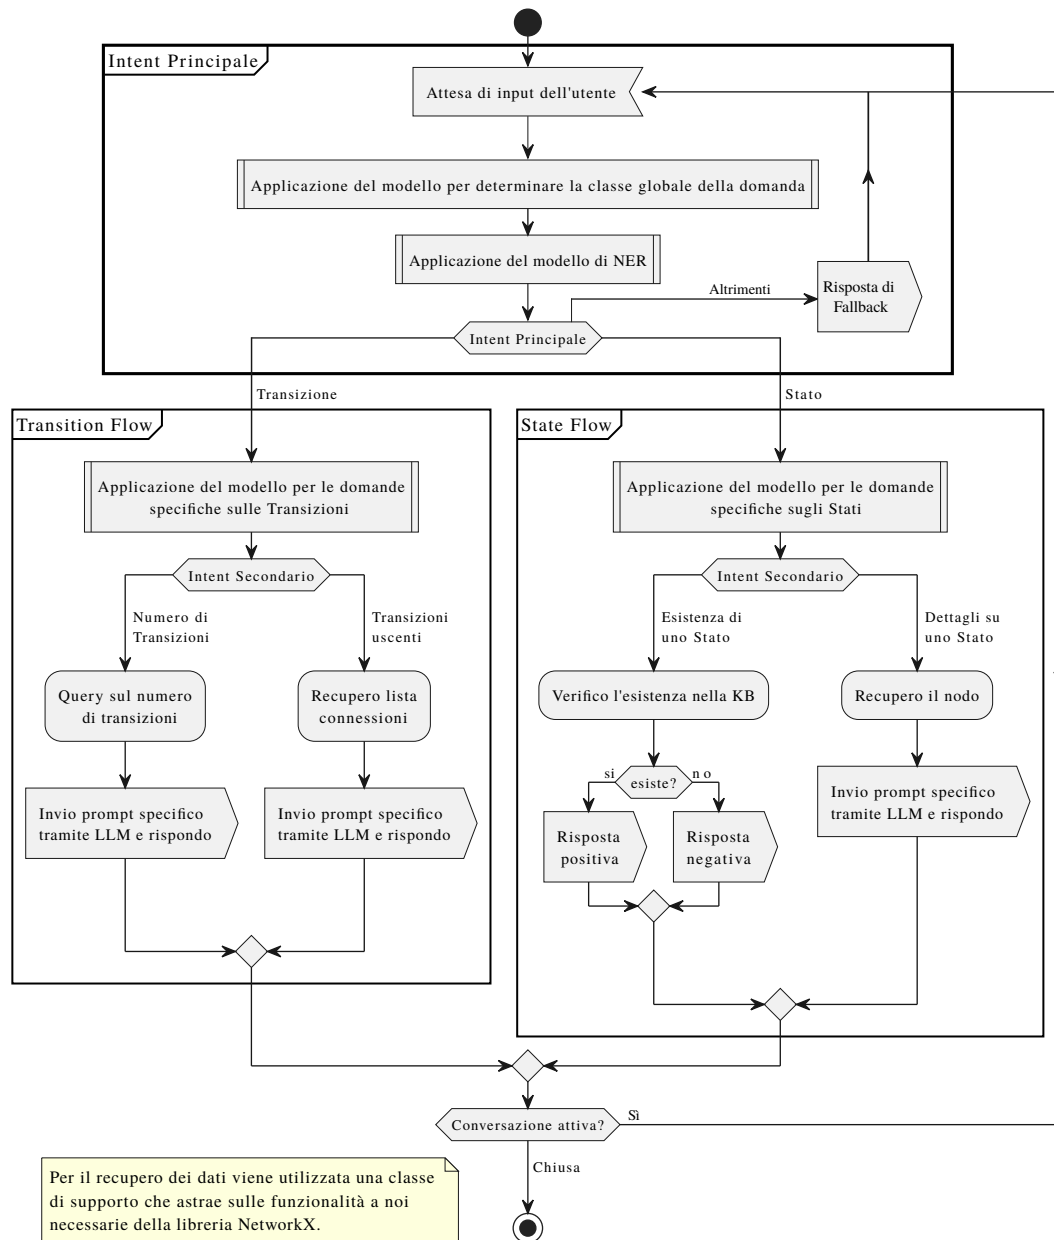 Intent Principale
Attesa di input dell'utente
Applicazione del modello per determinare la classe globale della domanda
Applicazione del modello di NER
Altrimenti
Risposta di
Fallback
Intent Principale
Transizione
Stato
Transition Flow
Applicazione del modello per le domande
specifiche sulle Transizioni
Intent Secondario
Numero di
Transizioni
Transizioni
uscenti
Query sul numero
di transizioni
Recupero lista
connessioni
Invio prompt specifico
tramite LLM e rispondo
Invio prompt specifico
tramite LLM e rispondo
State Flow
Applicazione del modello per le domande
specifiche sugli Stati
Intent Secondario
Esistenza di
uno Stato
Dettagli su
uno Stato
Verifico l'esistenza nella KB
Recupero il nodo
si
esiste?
no
Risposta
positiva
Risposta
negativa
Invio prompt specifico
tramite LLM e rispondo
Conversazione attiva?
Sì
Chiusa
Per il recupero dei dati viene utilizzata una classe
di supporto che astrae sulle funzionalità a noi
necessarie della libreria NetworkX.